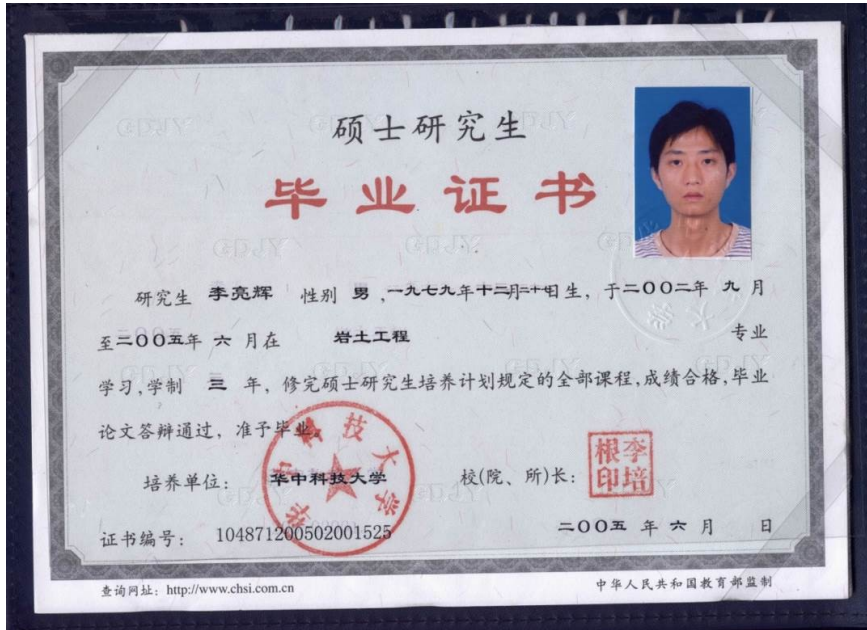 硕士研究生
毕业证书
研究生 李亮辉 性别 男 ,一九七九年十二月二十七日生，于二〇〇二年 九 月
至二〇〇五年 六 月在 岩土工程 专业
学习,学制 三 年，修完硕士研究生培养计划规定的全部课程,成绩合格,毕业
论文答辩通过，准予毕业。
培养单位： 华中科技大学 校(院、所)长： 李培根印
华中科技大学
证书编号： 104871200502001525 二〇〇五 年 六 月 日
查询网址：http://www.chsi.com.cn 中华人民共和国教育部监制